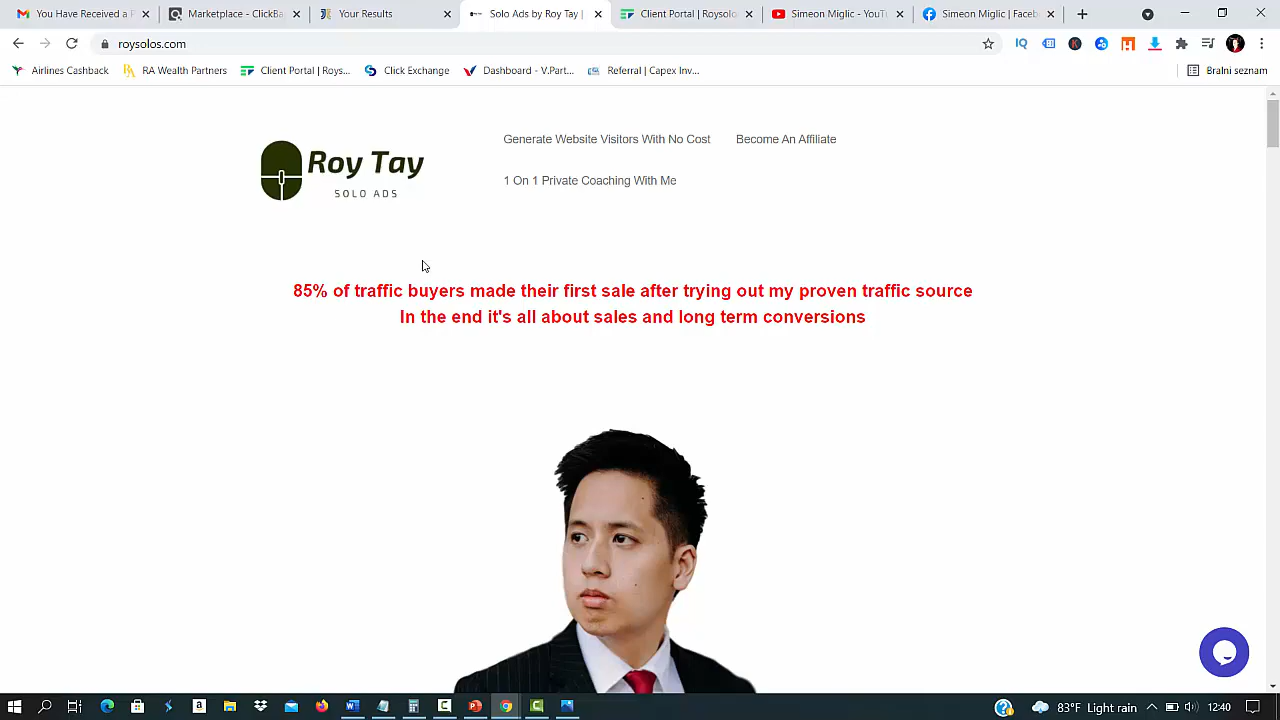 You Have Received a P
Marketplace - ClickBa
Your Results
Solo Ads by Roy Tay |
Client Portal | Roysolo
Simeon Miglic - YouTu
Simeon Miglic | Faceb
roysolos.com
Airlines Cashback
RA Wealth Partners
Client Portal | Roys...
Click Exchange
Dashboard - V.Part...
Referral | Capex Inv...
Bralni seznam
Roy Tay
SOLO ADS
Generate Website Visitors With No Cost
Become An Affiliate
1 On 1 Private Coaching With Me
85% of traffic buyers made their first sale after trying out my proven traffic source
In the end it's all about sales and long term conversions
83°F Light rain
12:40